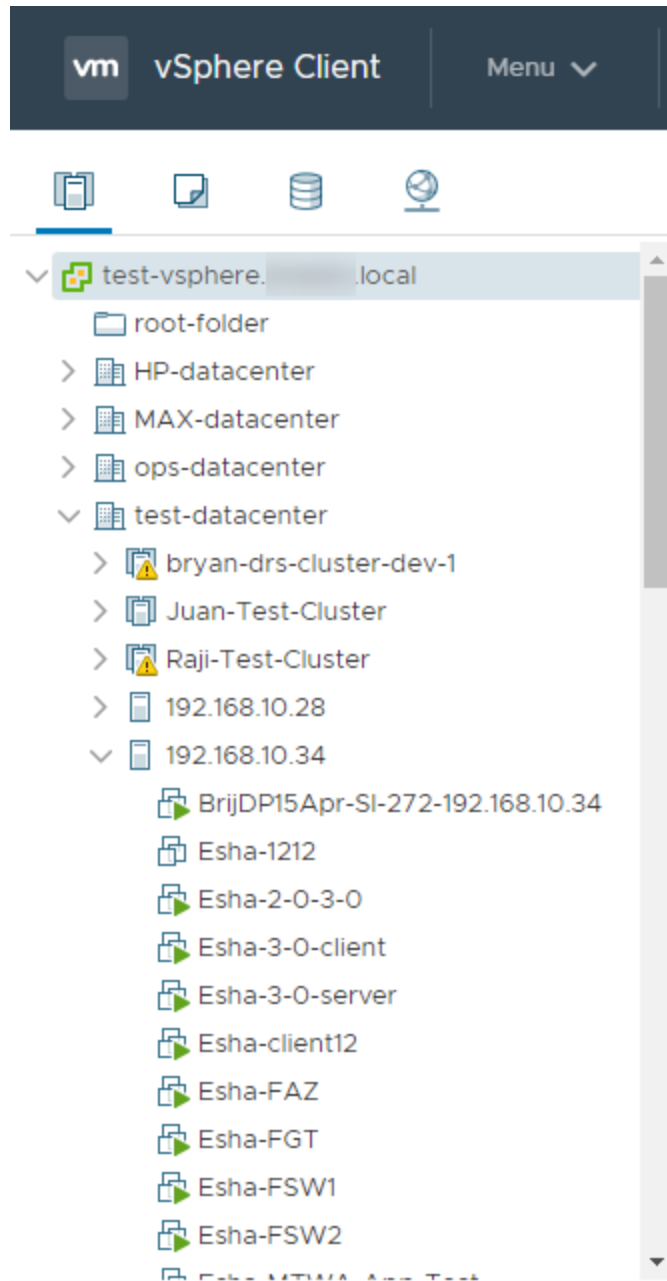 vm vSphere Client Menu
test-vsphere. .local
root-folder
HP-datacenter
MAX-datacenter
ops-datacenter
test-datacenter
bryan-drs-cluster-dev-1
Juan-Test-Cluster
Raji-Test-Cluster
192.168.10.28
192.168.10.34
BrijDP15Apr-SI-272-192.168.10.34
Esha-1212
Esha-2-0-3-0
Esha-3-0-client
Esha-3-0-server
Esha-client12
Esha-FAZ
Esha-FGT
Esha-FSW1
Esha-FSW2